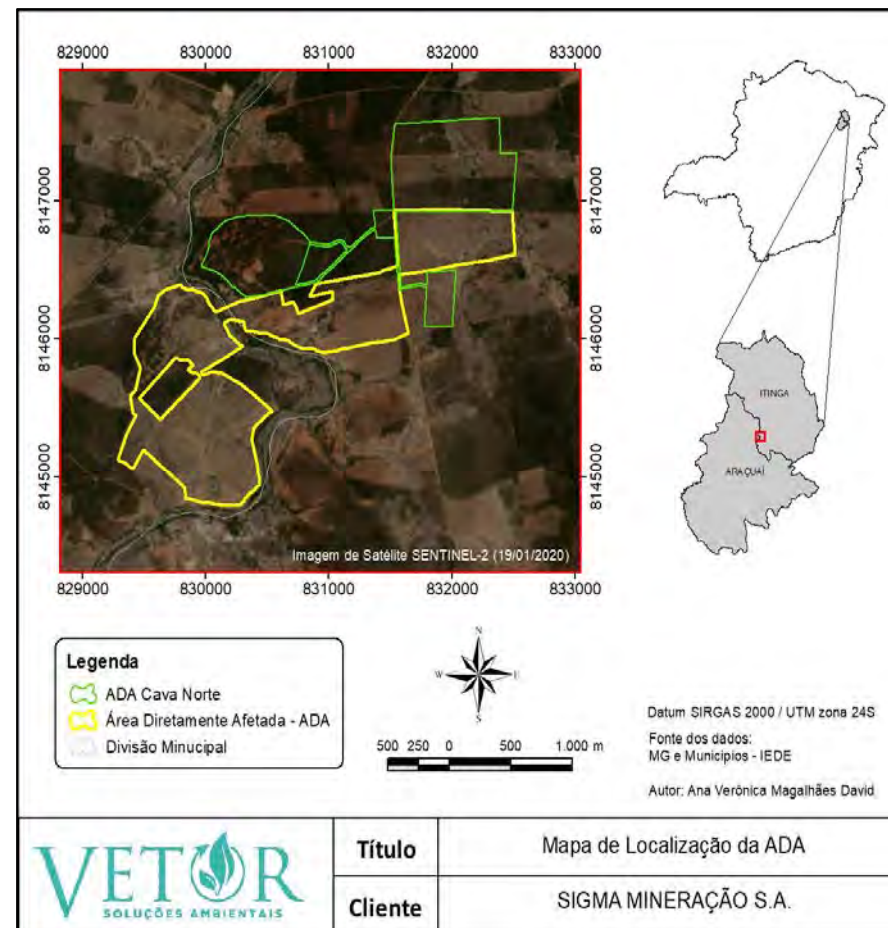 829000 830000 831000 832000 833000
8147000
8147000
8146000
8146000
8145000
8145000
Imagem de Satélite SENTINEL-2 (19/01/2020)
829000 830000 831000 832000 833000
ITINGA
ARAÇUAÍ
Legenda
ADA Cava Norte
Área Diretamente Afetada - ADA
Divisão Minucipal
N
W E
S
500 250 0 500 1.000 m
Datum SIRGAS 2000 / UTM zona 24S
Fonte dos dados:
MG e Municipios - IEDE
Autor: Ana Verônica Magalhães David
VETOR
SOLUÇÕES AMBIENTAIS
Título
Mapa de Localização da ADA
Cliente
SIGMA MINERAÇÃO S.A.